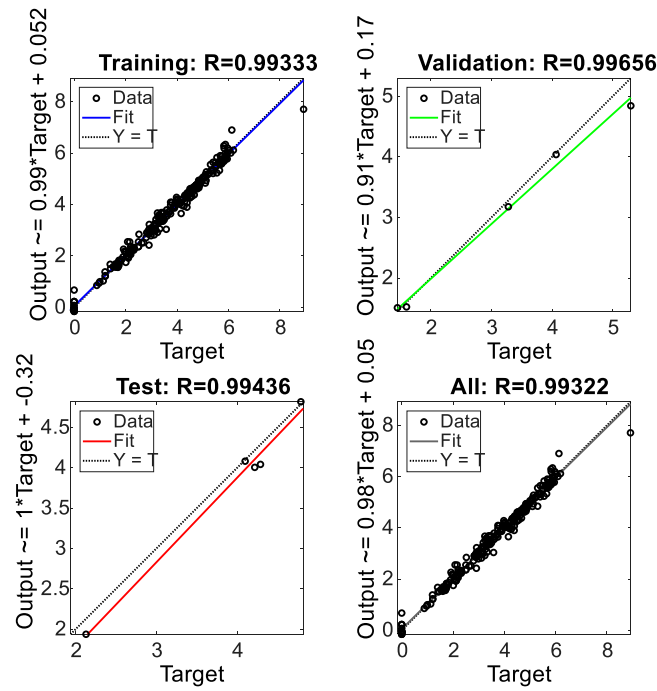 Training: R=0.99333
Output ~= 0.99*Target + 0.052
Data
Fit
Y = T
8
6
4
2
0
0 2 4 6 8
Target
Validation: R=0.99656
Output ~= 0.91*Target + 0.17
Data
Fit
Y = T
5
4
3
2
2 3 4 5
Target
Test: R=0.99436
Output ~= 1*Target + -0.32
Data
Fit
Y = T
4.5
4
3.5
3
2.5
2
2 3 4
Target
All: R=0.99322
Output ~= 0.98*Target + 0.05
Data
Fit
Y = T
8
6
4
2
0
0 2 4 6 8
Target